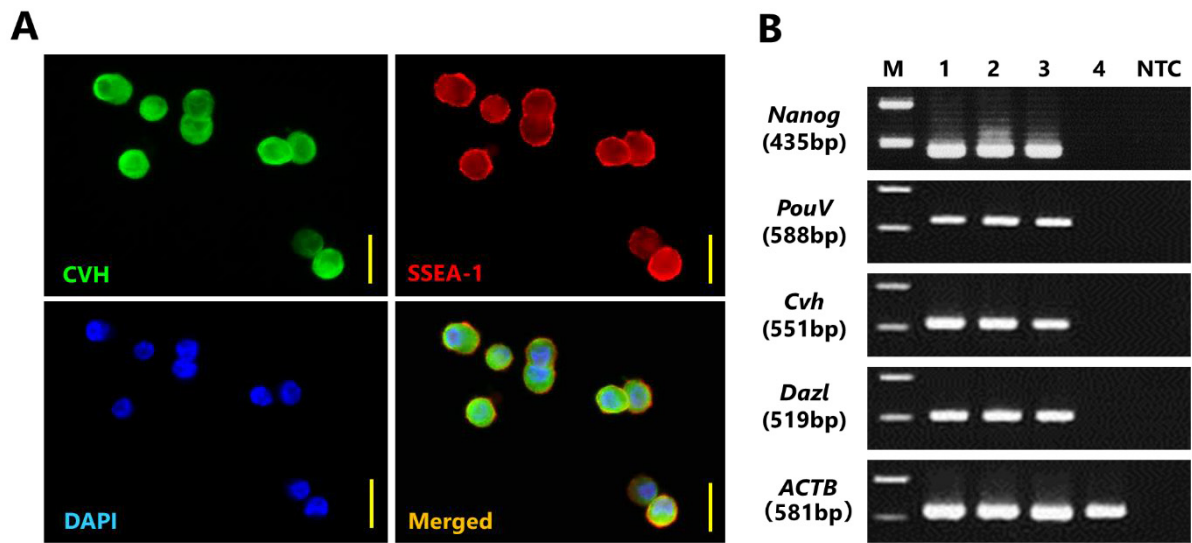 A
CVH
SSEA-1
DAPI
Merged
B
M 1 2 3 4 NTC
Nanog
(435bp)
PouV
(588bp)
Cvh
(551bp)
Dazl
(519bp)
ACTB
(581bp)